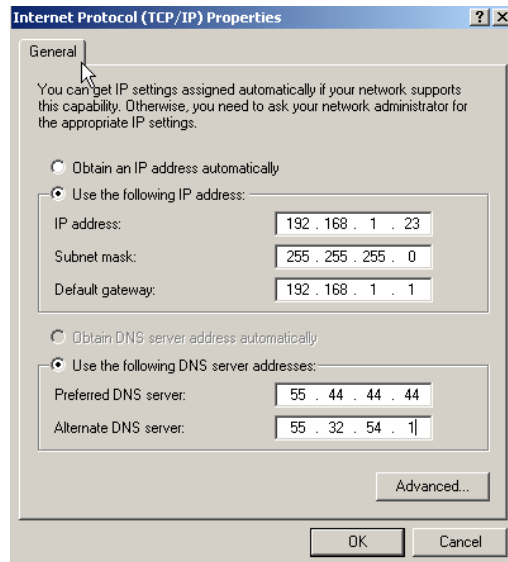 Internet Protocol (TCP/IP) Properties ? X
General
You can get IP settings assigned automatically if your network supports
this capability. Otherwise, you need to ask your network administrator for
the appropriate IP settings.
Obtain an IP address automatically
Use the following IP address:
IP address: 192 . 168 . 1 . 23
Subnet mask: 255 . 255 . 255 . 0
Default gateway: 192 . 168 . 1 . 1
Obtain DNS server address automatically
Use the following DNS server addresses:
Preferred DNS server: 55 . 44 . 44 . 44
Alternate DNS server: 55 . 32 . 54 . 1
Advanced...
OK Cancel